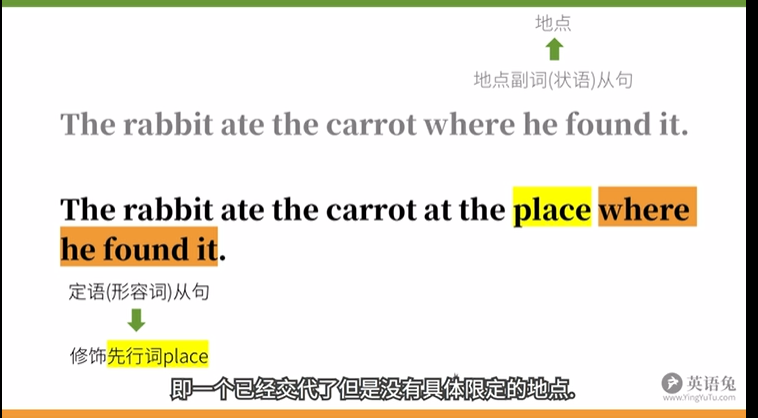 地点
地点副词(状语)从句
The rabbit ate the carrot where he found it.
The rabbit ate the carrot at the place where
he found it.
定语(形容词)从句
修饰先行词place
即一个已经交代了但是没有具体限定的地点.
英语兔
www.YingYuTu.com